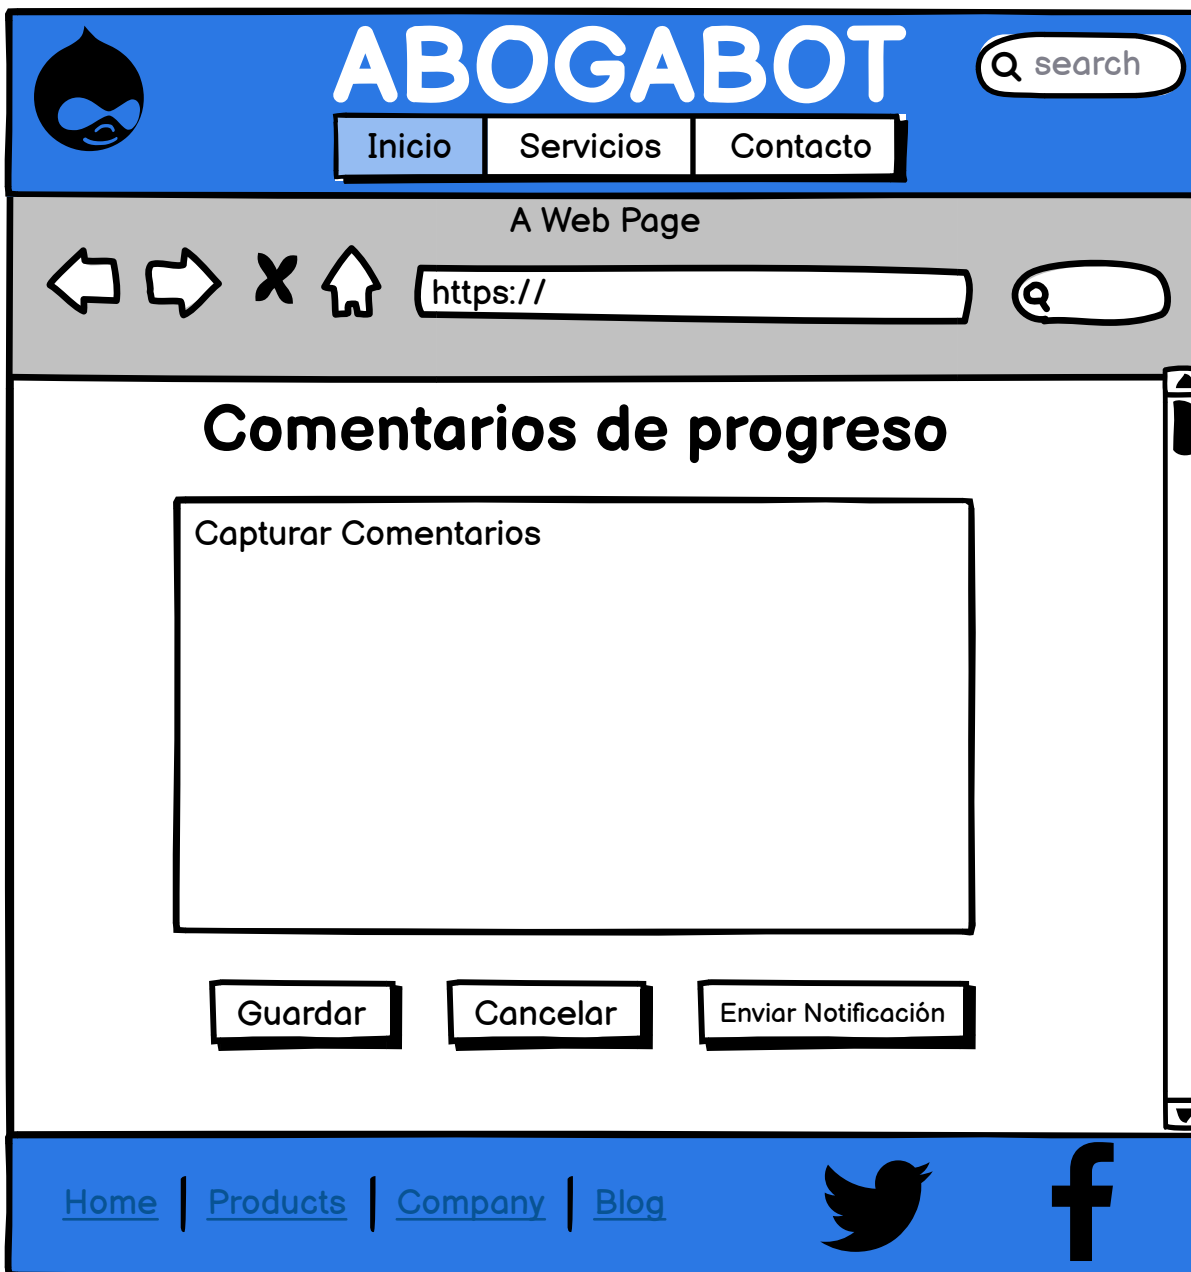 ABOGABOT
search
Inicio Servicios Contacto
A Web Page
https://
Comentarios de progreso
Capturar Comentarios
Guardar Cancelar Enviar Notificación
Home Products Company Blog